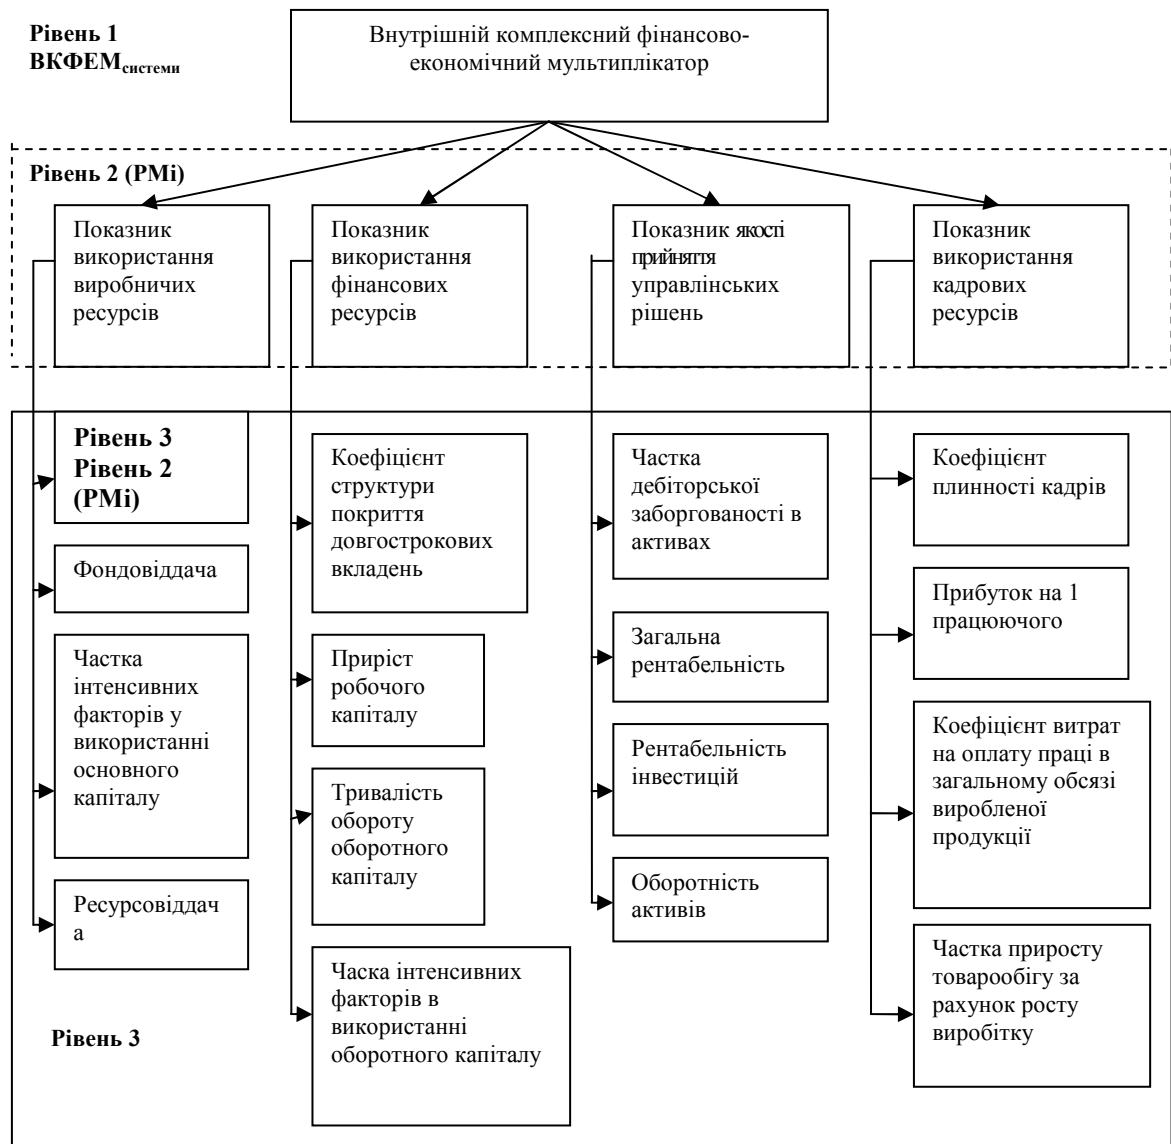 Рівень 1
ВКФЕМсистеми
Внутрішній комплексний фінансово-
економічний мультиплікатор
Рівень 2 (PMi)
Показник
використання
виробничих
ресурсів
Показник
використання
фінансових
ресурсів
Показник якості
прийняття
управлінських
рішень
Показник
використання
кадрових
ресурсів
Рівень 3
Рівень 2
(PMi)
Фондовіддача
Частка
інтенсивних
факторів у
використанні
основного
капіталу
Ресурсовіддач
а
Рівень 3
Коефіцієнт
структури
покриття
довгострокових
вкладень
Приріст
робочого
капіталу
Тривалість
обороту
оборотного
капіталу
Часка інтенсивних
факторів в
використанні
оборотного капіталу
Частка
дебіторської
заборгованості в
активах
Загальна
рентабельність
Рентабельність
інвестицій
Оборотність
активів
Коефіцієнт
плинності кадрів
Прибуток на 1
працюючого
Коефіцієнт витрат
на оплату праці в
загальному обсязі
виробленої
продукції
Частка приросту
товарообігу за
рахунок росту
виробітку